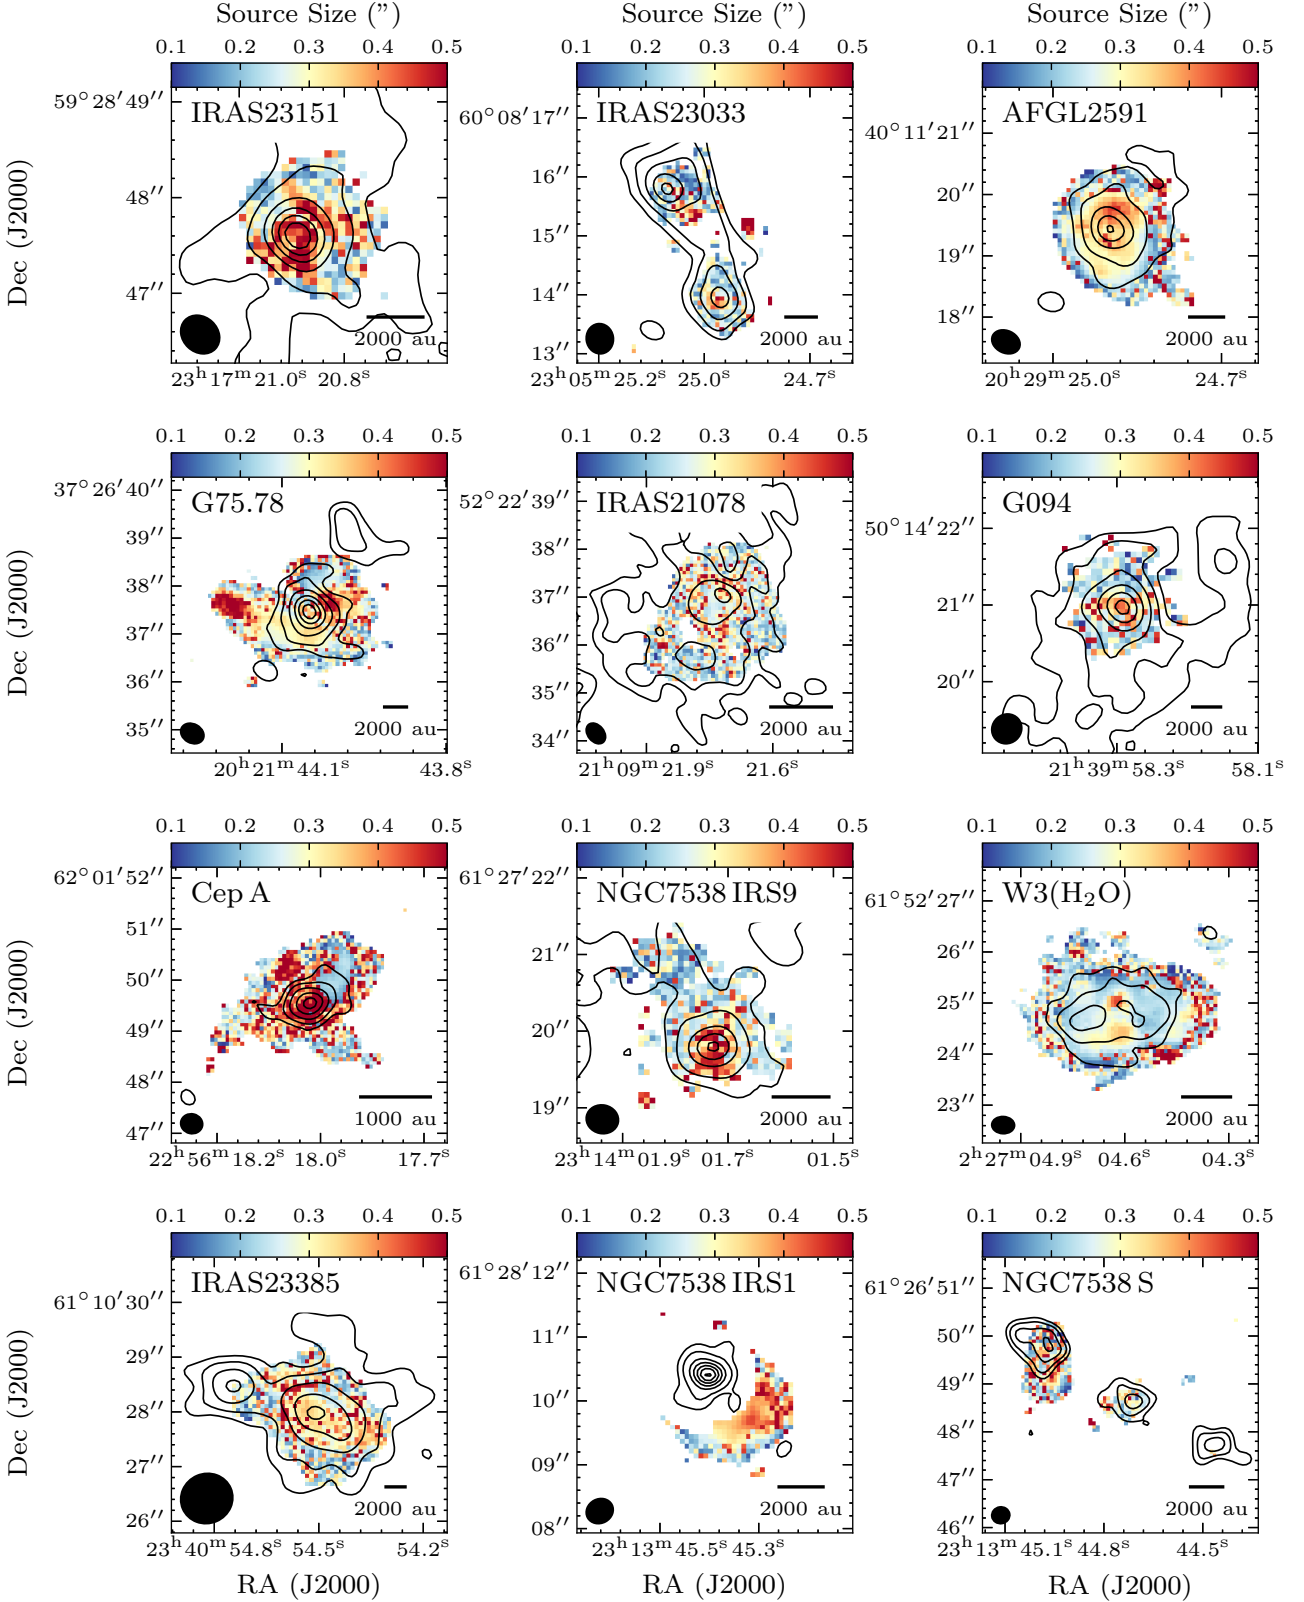 Source Size (″) Source Size (″) Source Size (″)
0.1 0.2 0.3 0.4 0.5 0.1 0.2 0.3 0.4 0.5 0.1 0.2 0.3 0.4 0.5
IRAS23151 IRAS23033 AFGL2591
59°28′49″ 48″ 47″
60°08′17″ 16″ 15″ 14″ 13″
40°11′21″ 20″ 19″ 18″
Dec (J2000)
2000 au 2000 au 2000 au
23ʰ17ᵐ21.0ˢ 20.8ˢ 23ʰ05ᵐ25.2ˢ 25.0ˢ 24.7ˢ 20ʰ29ᵐ25.0ˢ 24.7ˢ
0.1 0.2 0.3 0.4 0.5 0.1 0.2 0.3 0.4 0.5 0.1 0.2 0.3 0.4 0.5
G75.78 IRAS21078 G094
37°26′40″ 39″ 38″ 37″ 36″ 35″
52°22′39″ 38″ 37″ 36″ 35″ 34″
50°14′22″ 21″ 20″
Dec (J2000)
2000 au 2000 au 2000 au
20ʰ21ᵐ44.1ˢ 43.8ˢ 21ʰ09ᵐ21.9ˢ 21.6ˢ 21ʰ39ᵐ58.3ˢ 58.1ˢ
0.1 0.2 0.3 0.4 0.5 0.1 0.2 0.3 0.4 0.5 0.1 0.2 0.3 0.4 0.5
Cep A NGC7538 IRS9 W3(H₂O)
62°01′52″ 51″ 50″ 49″ 48″ 47″
61°27′22″ 21″ 20″ 19″
61°52′27″ 26″ 25″ 24″ 23″
Dec (J2000)
1000 au 2000 au 2000 au
22ʰ56ᵐ18.2ˢ 18.0ˢ 17.7ˢ 23ʰ14ᵐ01.9ˢ 01.7ˢ 01.5ˢ 2ʰ27ᵐ04.9ˢ 04.6ˢ 04.3ˢ
0.1 0.2 0.3 0.4 0.5 0.1 0.2 0.3 0.4 0.5 0.1 0.2 0.3 0.4 0.5
IRAS23385 NGC7538 IRS1 NGC7538 S
61°10′30″ 29″ 28″ 27″ 26″
61°28′12″ 11″ 10″ 09″ 08″
61°26′51″ 50″ 49″ 48″ 47″ 46″
Dec (J2000)
2000 au 2000 au 2000 au
23ʰ40ᵐ54.8ˢ 54.5ˢ 54.2ˢ 23ʰ13ᵐ45.5ˢ 45.3ˢ 23ʰ13ᵐ45.1ˢ 44.8ˢ 44.5ˢ
RA (J2000) RA (J2000) RA (J2000)